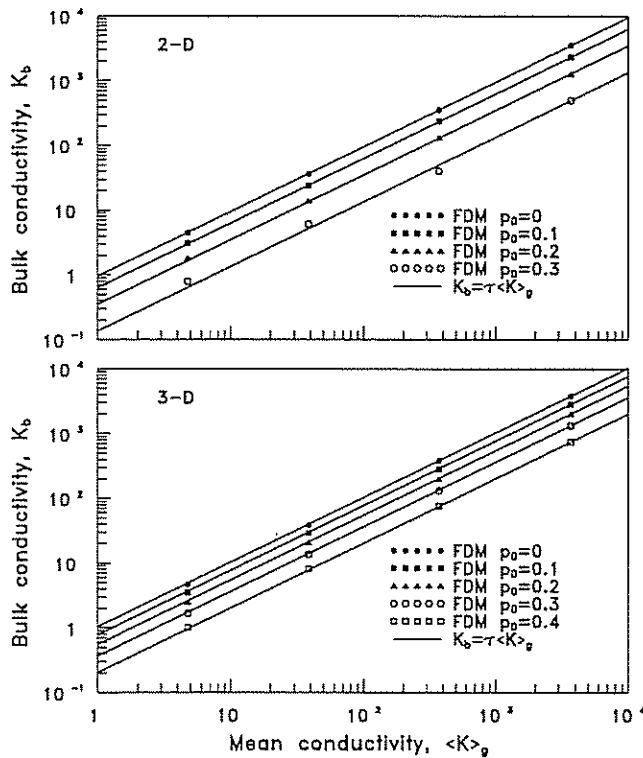 10⁴
10³
10²
10
1
10⁻¹
Bulk conductivity, K_b
2-D
FDM p₀=0
FDM p₀=0.1
FDM p₀=0.2
FDM p₀=0.3
K_b=τ<K>_g
10⁴
10³
10²
10
1
10⁻¹
Bulk conductivity, K_b
3-D
FDM p₀=0
FDM p₀=0.1
FDM p₀=0.2
FDM p₀=0.3
FDM p₀=0.4
K_b=τ<K>_g
1 10 10² 10³ 10⁴
Mean conductivity, <K>_g